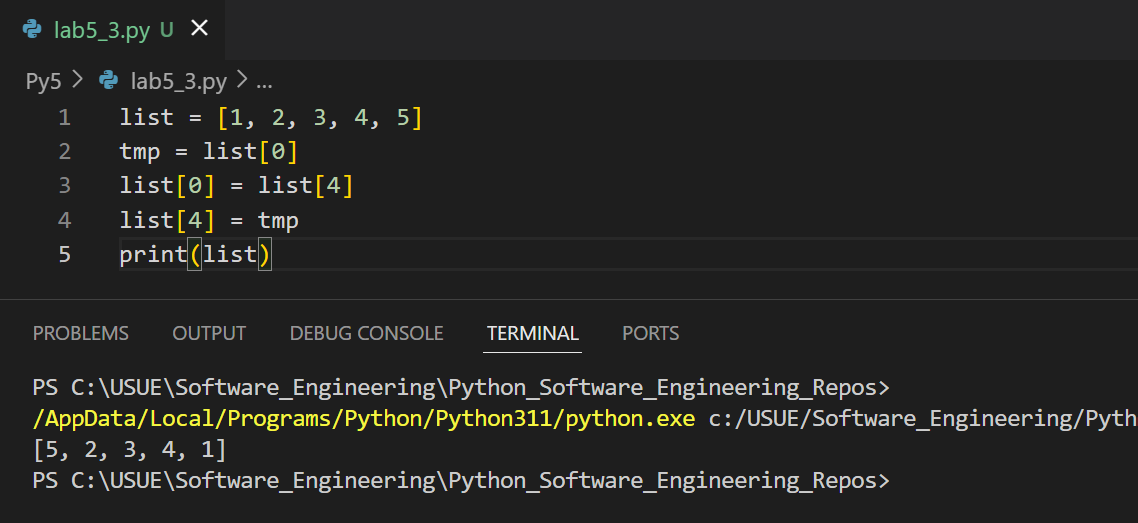 lab5_3.py U
Py5 > lab5_3.py > ...
1 list = [1, 2, 3, 4, 5]
2 tmp = list[0]
3 list[0] = list[4]
4 list[4] = tmp
5 print(list)
PROBLEMS OUTPUT DEBUG CONSOLE TERMINAL PORTS
PS C:\USUE\Software_Engineering\Python_Software_Engineering_Repos>
/AppData/Local/Programs/Python/Python311/python.exe c:/USUE/Software_Engineering/Pyth
[5, 2, 3, 4, 1]
PS C:\USUE\Software_Engineering\Python_Software_Engineering_Repos>